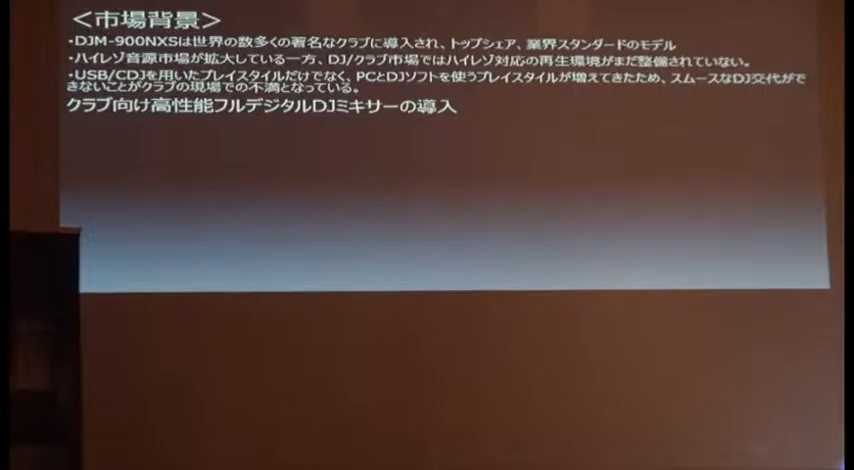 ＜市場背景＞
・DJM-900NXSは世界の数多くの著名なクラブに導入され、トップシェア、業界スタンダードのモデル
・ハイレゾ音源市場が拡大している一方、DJ/クラブ市場ではハイレゾ対応の再生環境がまだ整備されていない。
・USB/CDJを用いたプレイスタイルだけでなく、PCとDJソフトを使うプレイスタイルが増えてきたため、スムースなDJ交代がで
きないことがクラブの現場での不満となっている。
クラブ向け高性能フルデジタルDJミキサーの導入